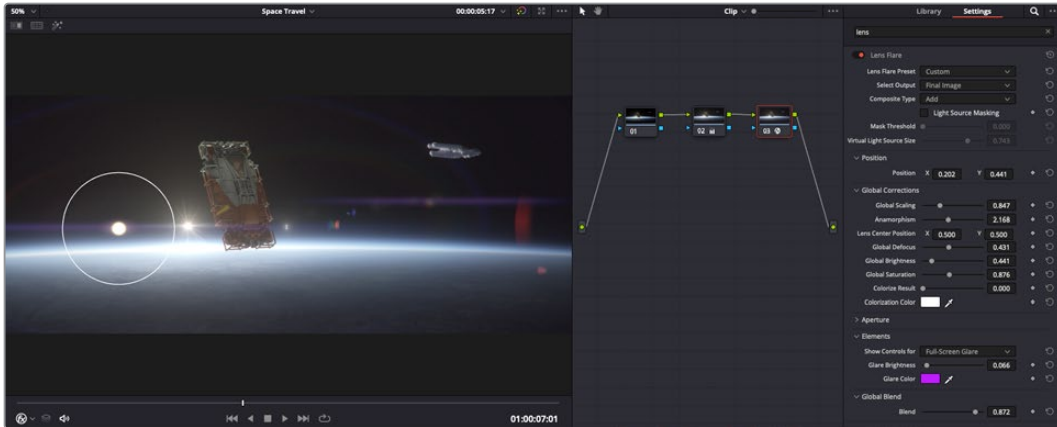 50%
Space Travel
00:00:05:17
Clip
Library
Settings
lens
Lens Flare
Lens Flare Preset Custom
Select Output Final Image
Composite Type Add
Light Source Masking
Mask Threshold 0.000
Virtual Light Source Size 0.743
Position
Position X 0.202 Y 0.441
Global Corrections
Global Scaling 0.847
Anamorphism 2.168
Lens Center Position X 0.500 Y 0.500
Global Defocus 0.431
Global Brightness 0.441
Global Saturation 0.876
Colorize Result 0.000
Colorization Color
Aperture
Elements
Show Controls for Full-Screen Glare
Glare Brightness 0.066
Glare Color
Global Blend
Blend 0.872
01
02
03
01:00:07:01